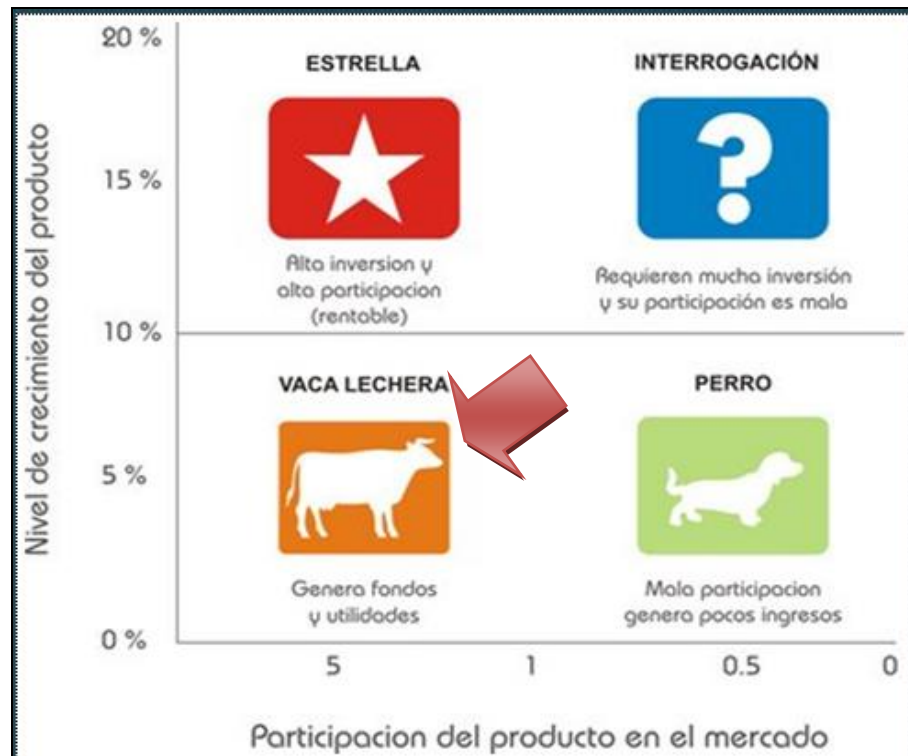 Nivel de crecimiento del producto
20 %
15 %
10 %
5 %
0 %
ESTRELLA
Alta inversion y
alta participacion
(rentable)
INTERROGACIÓN
?
Requieren mucha inversión
y su participación es mala
VACA LECHERA
Genera fondos
y utilidades
PERRO
Mala participacion
genera pocos ingresos
5 1 0.5 0
Participacion del producto en el mercado